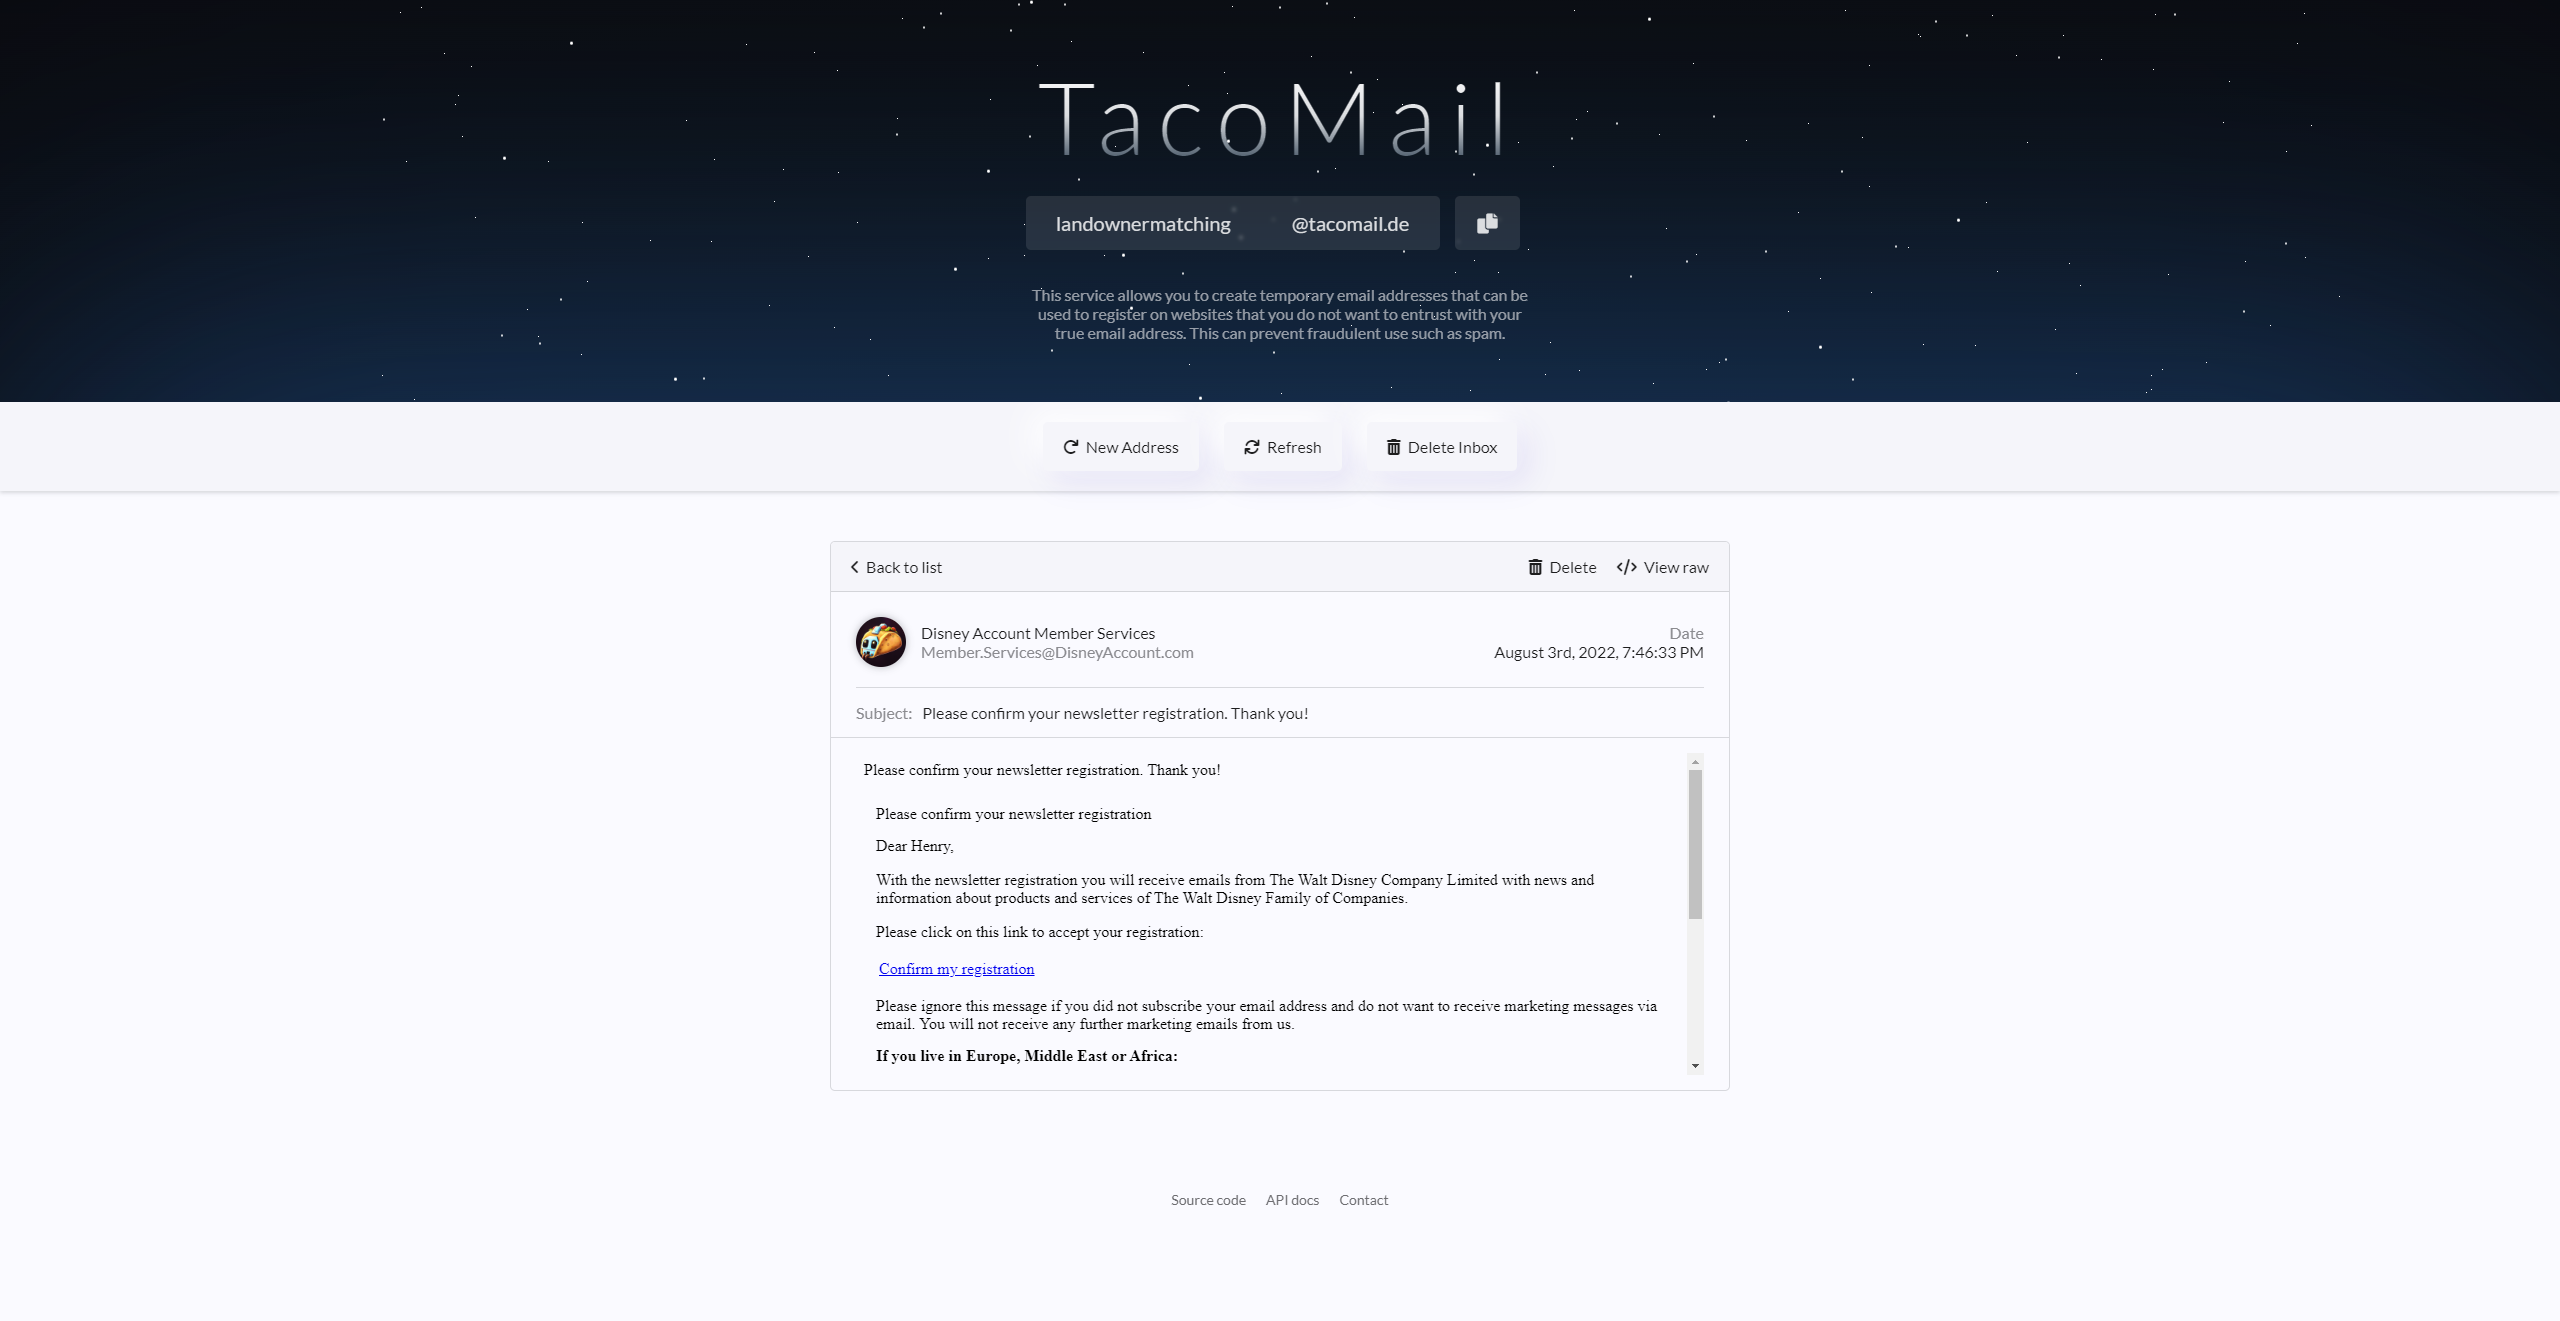 TacoMail
landownermatching @tacomail.de
This service allows you to create temporary email addresses that can be
used to register on websites that you do not want to entrust with your
true email address. This can prevent fraudulent use such as spam.
New Address Refresh Delete Inbox
Back to list Delete View raw
Disney Account Member Services Date
Member.Services@DisneyAccount.com August 3rd, 2022, 7:46:33 PM
Subject: Please confirm your newsletter registration. Thank you!
Please confirm your newsletter registration. Thank you!
Please confirm your newsletter registration
Dear Henry,
With the newsletter registration you will receive emails from The Walt Disney Company Limited with news and
information about products and services of The Walt Disney Family of Companies.
Please click on this link to accept your registration:
Confirm my registration
Please ignore this message if you did not subscribe your email address and do not want to receive marketing messages via
email. You will not receive any further marketing emails from us.
If you live in Europe, Middle East or Africa:
Source code API docs Contact